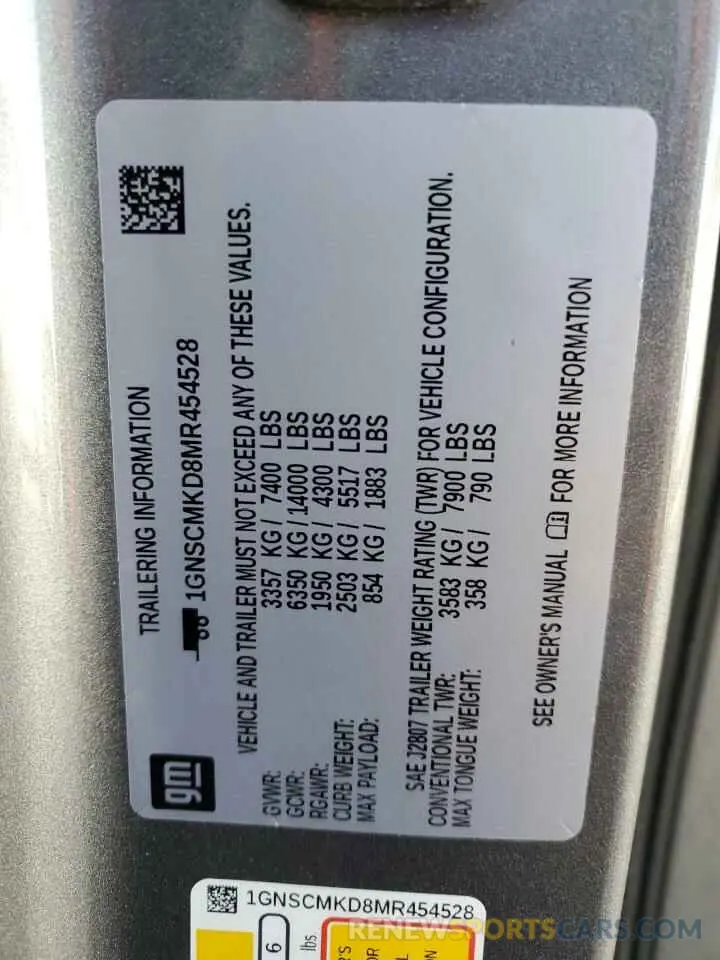 gm
TRAILERING INFORMATION
1GNSCMKD8MR454528
VEHICLE AND TRAILER MUST NOT EXCEED ANY OF THESE VALUES.
GVWR: 3357 KG / 7400 LBS
GCWR: 6350 KG / 14000 LBS
RGAWR: 1950 KG / 4300 LBS
CURB WEIGHT: 2503 KG / 5517 LBS
MAX PAYLOAD: 854 KG / 1883 LBS
SAE J2807 TRAILER WEIGHT RATING (TWR) FOR VEHICLE CONFIGURATION.
CONVENTIONAL TWR: 3583 KG / 7900 LBS
MAX TONGUE WEIGHT: 358 KG / 790 LBS
SEE OWNER'S MANUAL FOR MORE INFORMATION
1GNSCMKD8MR454528
6
lbs
RENEWSPORTSCARS.COM